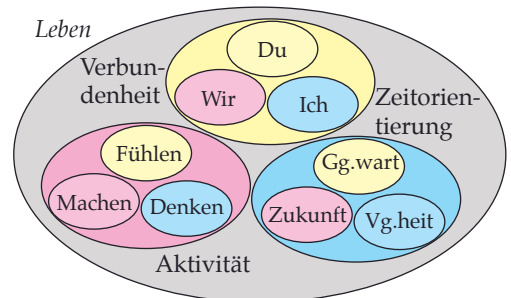 Leben
Du
Verbun-
denheit
Wir
Ich
Zeitorien-
tierung
Fühlen
Machen
Denken
Aktivität
Gg.wart
Zukunft
Vg.heit